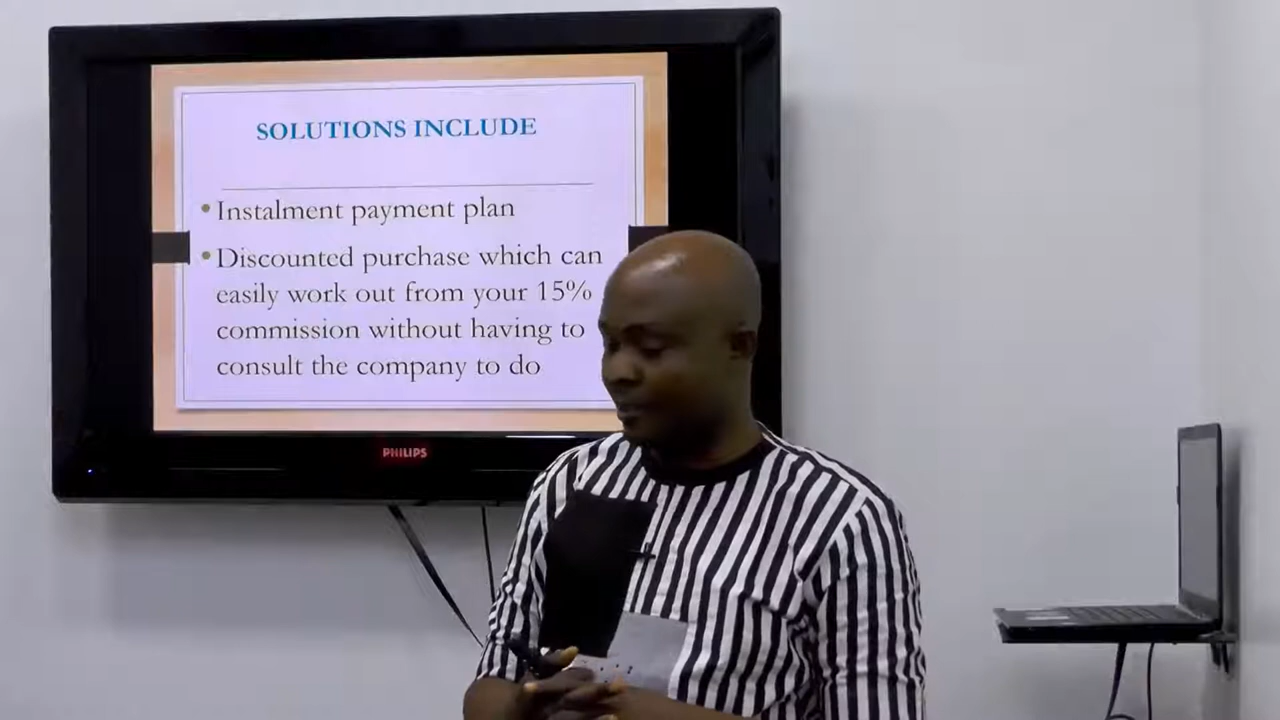 SOLUTIONS INCLUDE
• Instalment payment plan
• Discounted purchase which can
easily work out from your 15%
commission without having to
consult the company to do
PHILIPS